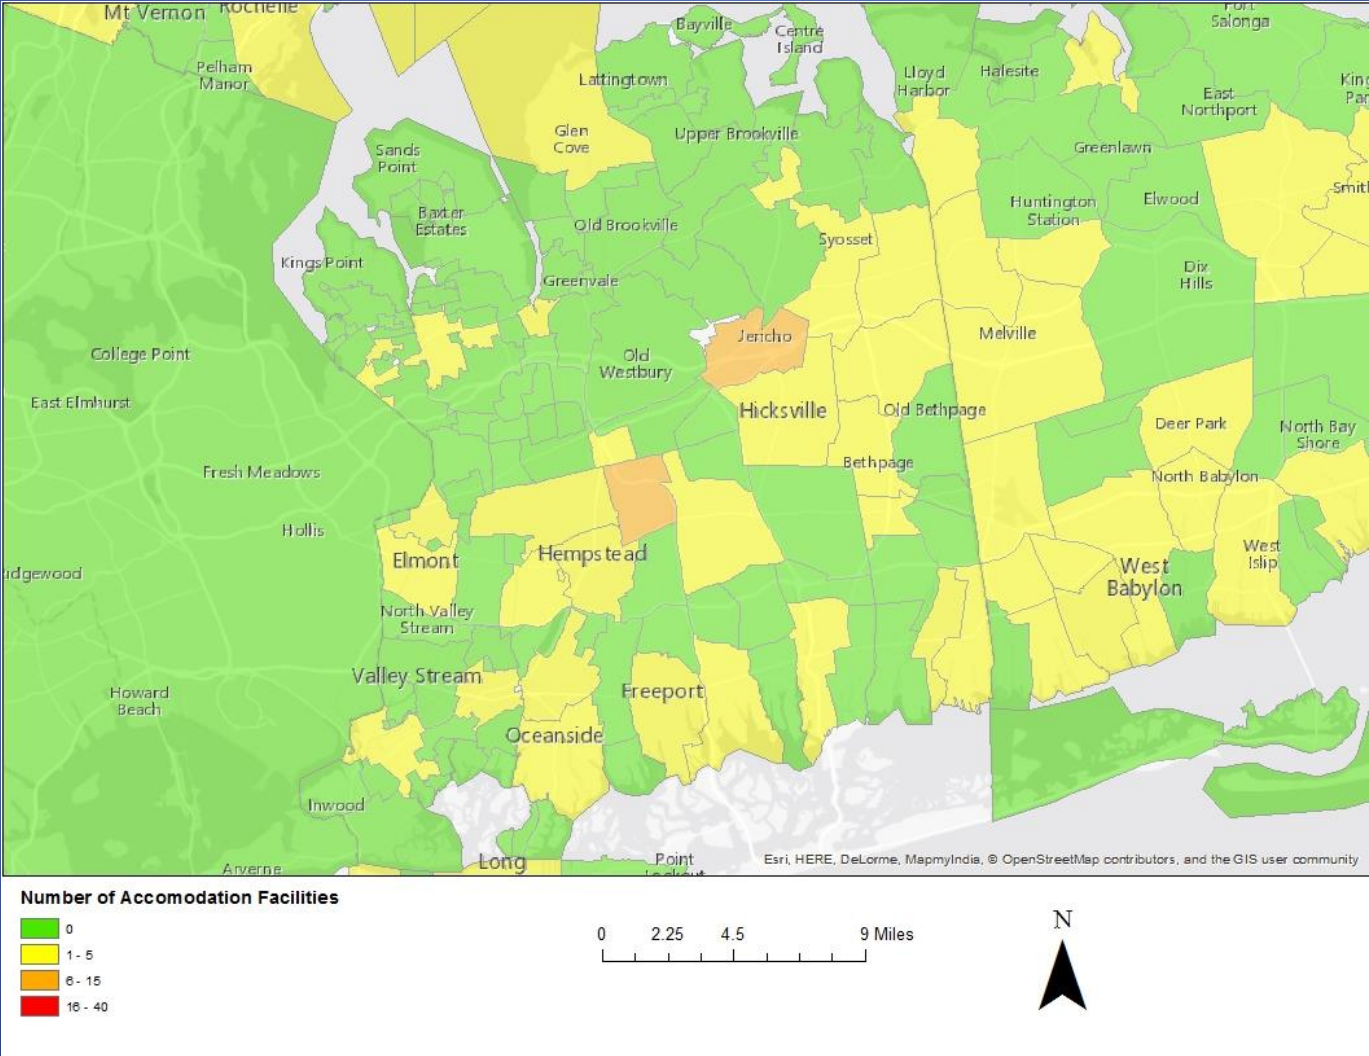 Mt Vernon
Rochelle
Bayville
Centre
Island
Fort
Salonga
Pelham
Manor
Lattingtown
Lloyd
Harbor
Halesite
East
Northport
Glen
Cove
Upper Brookville
Sands
Point
Greenlawn
Baxter
Estates
Old Brookville
Huntington
Station
Elwood
Syosset
Kings Point
Greenvale
Dix
Hills
College Point
Jericho
Melville
Old
Westbury
East Elmhurst
Hicksville
Old Bethpage
Deer Park
North Bay
Shore
Fresh Meadows
Bethpage
North Babylon
Hollis
Elmont
Hempstead
West
Islip
West
Babylon
North Valley
Stream
Valley Stream
Howard
Beach
Freeport
Oceanside
Inwood
Arverne
Long
Point
Esri, HERE, DeLorme, MapmyIndia, © OpenStreetMap contributors, and the GIS user community
Number of Accomodation Facilities
0
1 - 5
6 - 15
16 - 40
0 2.25 4.5 9 Miles
N